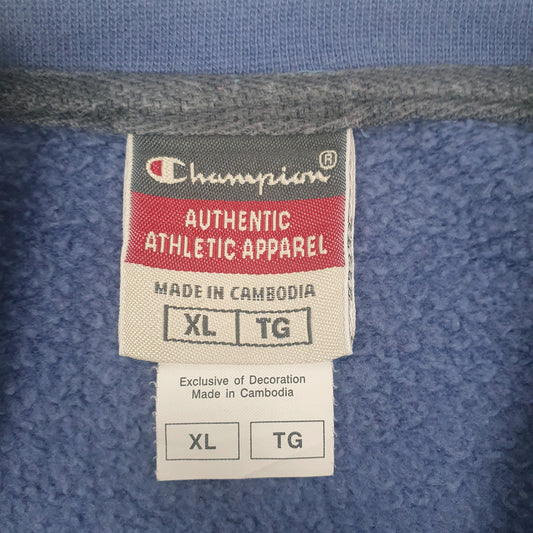 Champion®
AUTHENTIC
ATHLETIC APPAREL
MADE IN CAMBODIA
XL TG
Exclusive of Decoration
Made in Cambodia
XL TG